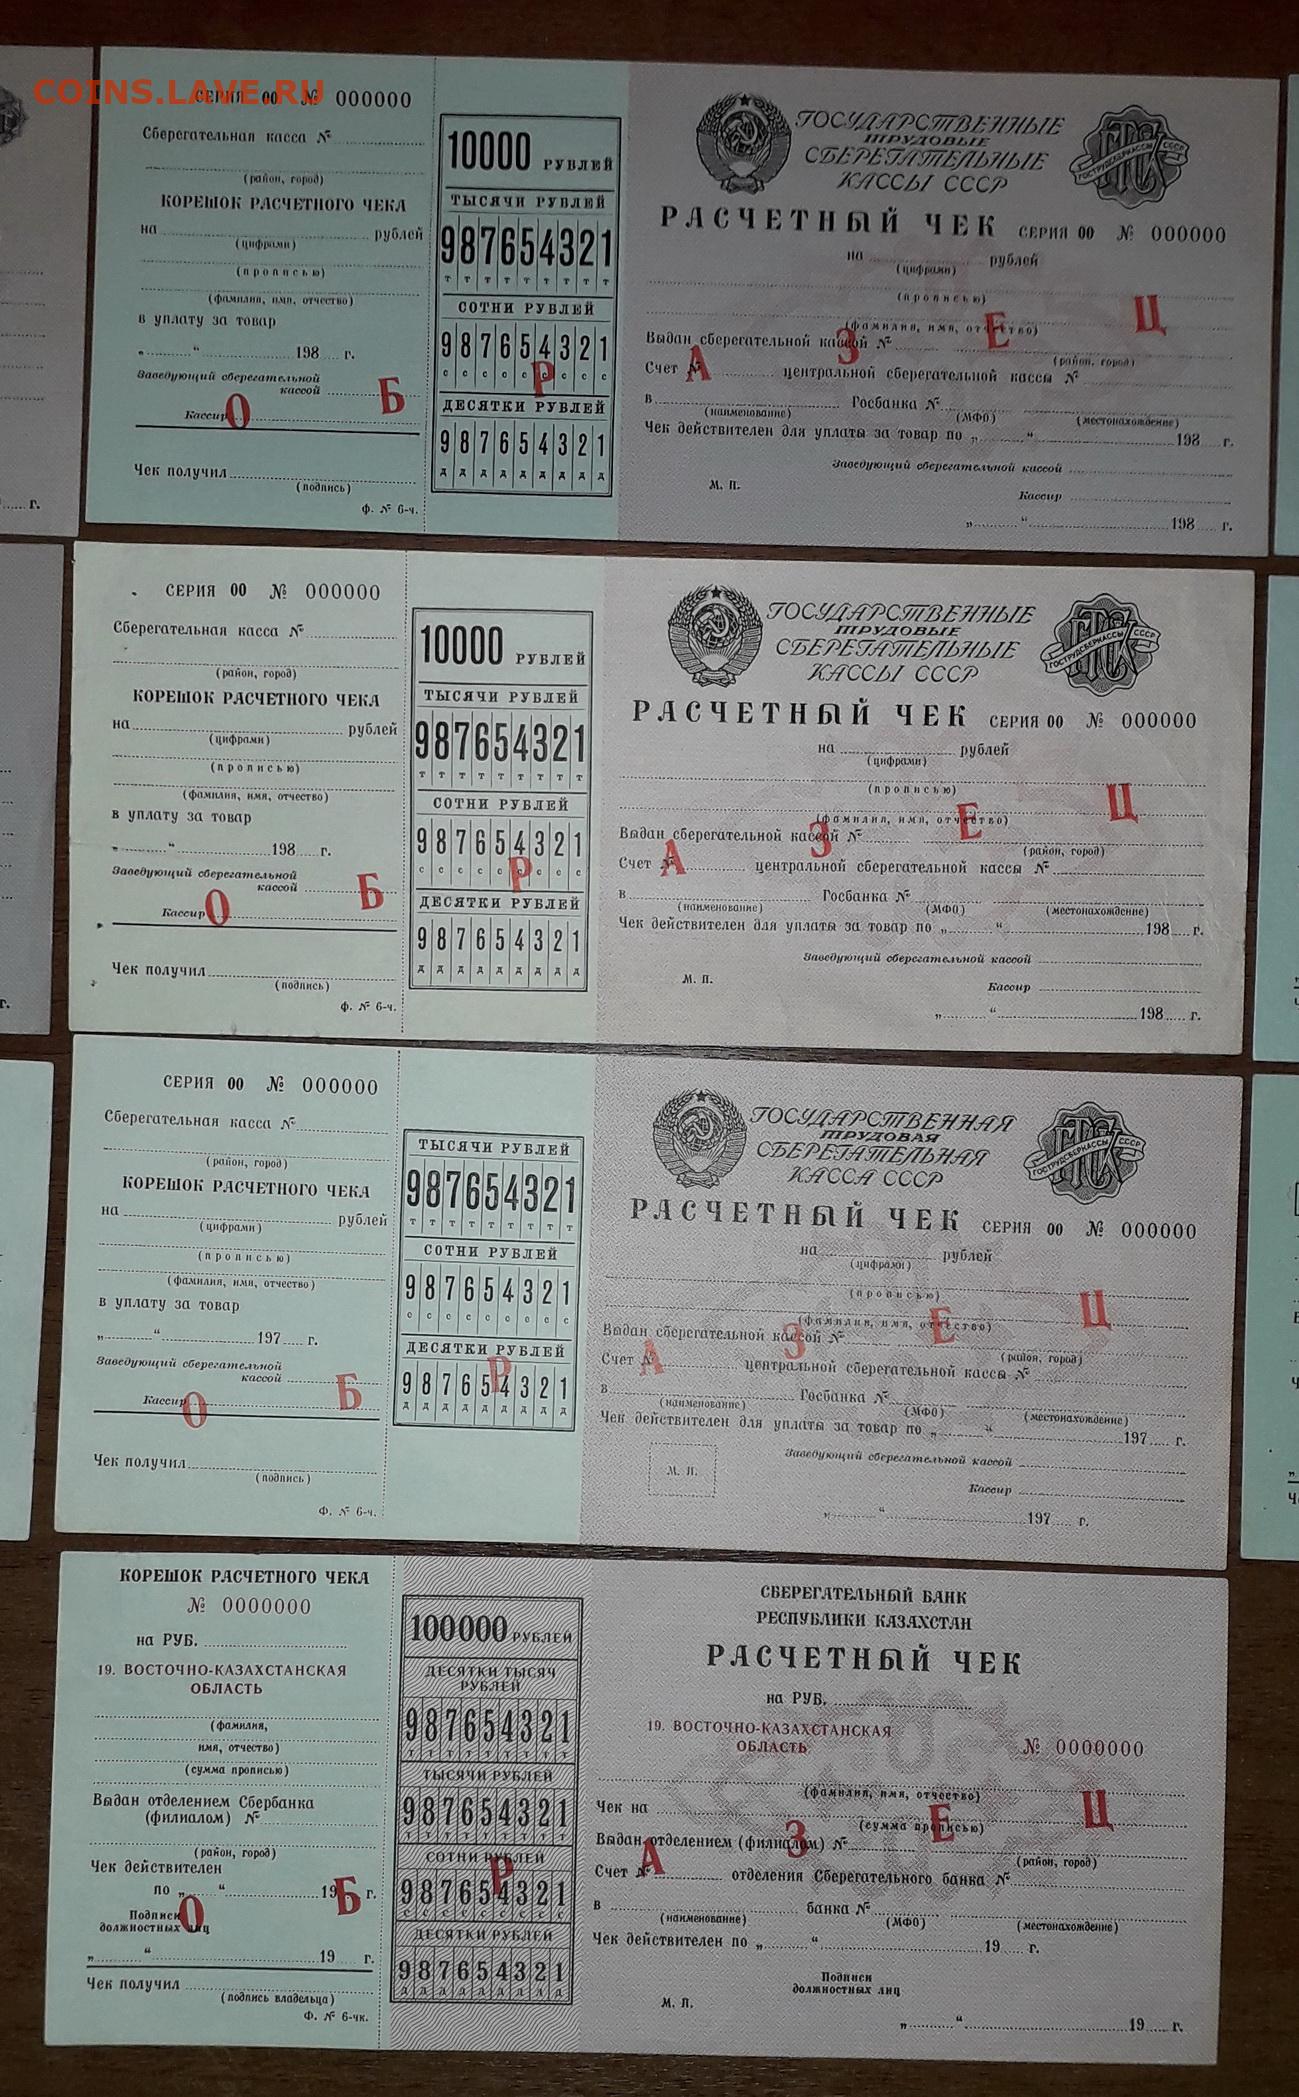 COINS.LAVE.RU
СЕРИЯ 00 № 000000
Сберегательная касса №
(район, город)
КОРЕШОК РАСЧЕТНОГО ЧЕКА
на рублей
(цифрами)
(прописью)
(фамилия, имя, отчество)
в уплату за товар
„ “ 198 г.
Заведующий сберегательной
кассой
Кассир
О Б
Чек получил
(подпись)
ф. № 6-ч.
10000 РУБЛЕЙ
ТЫСЯЧИ РУБЛЕЙ
987654321
Т Т Т Т Т Т Т Т Т
СОТНИ РУБЛЕЙ
987654321
С С С С С С С С С
Р
ДЕСЯТКИ РУБЛЕЙ
987654321
Д Д Д Д Д Д Д Д Д
ГОСУДАРСТВЕННЫЕ
ТРУДОВЫЕ
СБЕРЕГАТЕЛЬНЫЕ
КАССЫ СССР
ГОСТРУДСБЕРКАССЫ СССР
РАСЧЕТНЫЙ ЧЕК СЕРИЯ 00 № 000000
на рублей
(цифрами)
(прописью)
(фамилия, имя, отчество)
Выдан сберегательной кассой №
(район, город)
Счет № центральной сберегательной кассы №
А З Е Ц
в Госбанка №
(наименование) (МФО) (местонахождение)
Чек действителен для уплаты за товар по „ “ 198 г.
Заведующий сберегательной кассой
М. П.
Кассир
„ “ 198 г.
СЕРИЯ 00 № 000000
Сберегательная касса №
(район, город)
КОРЕШОК РАСЧЕТНОГО ЧЕКА
на рублей
(цифрами)
(прописью)
(фамилия, имя, отчество)
в уплату за товар
„ “ 198 г.
Заведующий сберегательной
кассой
Кассир
О Б
Чек получил
(подпись)
ф. № 6-ч.
10000 РУБЛЕЙ
ТЫСЯЧИ РУБЛЕЙ
987654321
Т Т Т Т Т Т Т Т Т
СОТНИ РУБЛЕЙ
987654321
С С С С С С С С С
Р
ДЕСЯТКИ РУБЛЕЙ
987654321
Д Д Д Д Д Д Д Д Д
ГОСУДАРСТВЕННЫЕ
ТРУДОВЫЕ
СБЕРЕГАТЕЛЬНЫЕ
КАССЫ СССР
ГОСТРУДСБЕРКАССЫ СССР
РАСЧЕТНЫЙ ЧЕК СЕРИЯ 00 № 000000
на рублей
(цифрами)
(прописью)
(фамилия, имя, отчество)
Выдан сберегательной кассой №
(район, город)
Счет № центральной сберегательной кассы №
А З Е Ц
в Госбанка №
(наименование) (МФО) (местонахождение)
Чек действителен для уплаты за товар по „ “ 198 г.
Заведующий сберегательной кассой
М. П.
Кассир
„ “ 198 г.
СЕРИЯ 00 № 000000
Сберегательная касса №
(район, город)
КОРЕШОК РАСЧЕТНОГО ЧЕКА
на рублей
(цифрами)
(прописью)
(фамилия, имя, отчество)
в уплату за товар
„ “ 197 г.
Заведующий сберегательной
кассой
Кассир
О Б
Чек получил
(подпись)
Ф. № 6-ч.
ТЫСЯЧИ РУБЛЕЙ
987654321
Т Т Т Т Т Т Т Т Т
СОТНИ РУБЛЕЙ
987654321
С С С С С С С С С
ДЕСЯТКИ РУБЛЕЙ
Р
987654321
Д Д Д Д Д Д Д Д Д
ГОСУДАРСТВЕННАЯ
ТРУДОВАЯ
СБЕРЕГАТЕЛЬНАЯ
КАССА СССР
ГОСТРУДСБЕРКАССЫ СССР
РАСЧЕТНЫЙ ЧЕК СЕРИЯ 00 № 000000
на рублей
(цифрами)
(прописью)
(фамилия, имя, отчество)
Выдан сберегательной кассой №
(район, город)
Счет № центральной сберегательной кассы №
А З Е Ц
в Госбанка №
(наименование) (МФО) (местонахождение)
Чек действителен для уплаты за товар по „ “ 197 г.
Заведующий сберегательной кассой
М. П.
Кассир
„ “ 197 г.
КОРЕШОК РАСЧЕТНОГО ЧЕКА
№ 0000000
на РУБ.
19. ВОСТОЧНО-КАЗАХСТАНСКАЯ
ОБЛАСТЬ
(фамилия,
имя, отчество)
(сумма прописью)
Выдан отделением Сбербанка
(филиалом) №
(район, город)
Чек действителен
по „ “ 19 г.
О Б
Подписи
должностных лиц
„ “ 19 г.
Чек получил
(подпись владельца)
Ф. № 6-чк.
100000 РУБЛЕЙ
ДЕСЯТКИ ТЫСЯЧ
РУБЛЕЙ
987654321
Т Т Т Т Т Т Т Т Т
ТЫСЯЧИ РУБЛЕЙ
987654321
Т Т Т Т Т Т Т Т Т
СОТНИ РУБЛЕЙ
Р
987654321
С С С С С С С С С
ДЕСЯТКИ РУБЛЕЙ
987654321
Д Д Д Д Д Д Д Д Д
СБЕРЕГАТЕЛЬНЫЙ БАНК
РЕСПУБЛИКИ КАЗАХСТАН
РАСЧЕТНЫЙ ЧЕК
на РУБ.
19. ВОСТОЧНО-КАЗАХСТАНСКАЯ
ОБЛАСТЬ
№ 0000000
(фамилия, имя, отчество)
Чек на
(сумма прописью)
Выдан отделением (филиалом) №
(район, город)
Счет № отделения Сберегательного банка №
А З Е Ц
в банка №
(наименование) (МФО) (местонахождение)
Чек действителен по „ “ 19 г.
Подписи
должностных лиц
М. П.
„ “ 19 г.